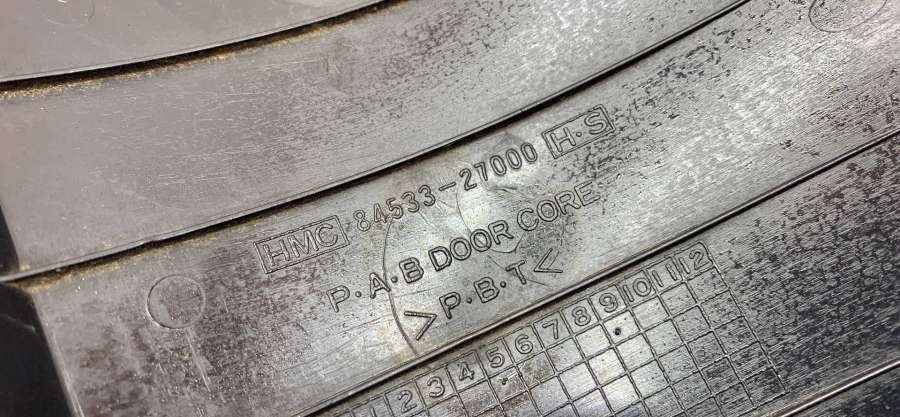 HMC 84533-27000 H·S
P·A·B DOOR CORE
>P·B·T<
1 2 3 4 5 6 7 8 9 10 11 12